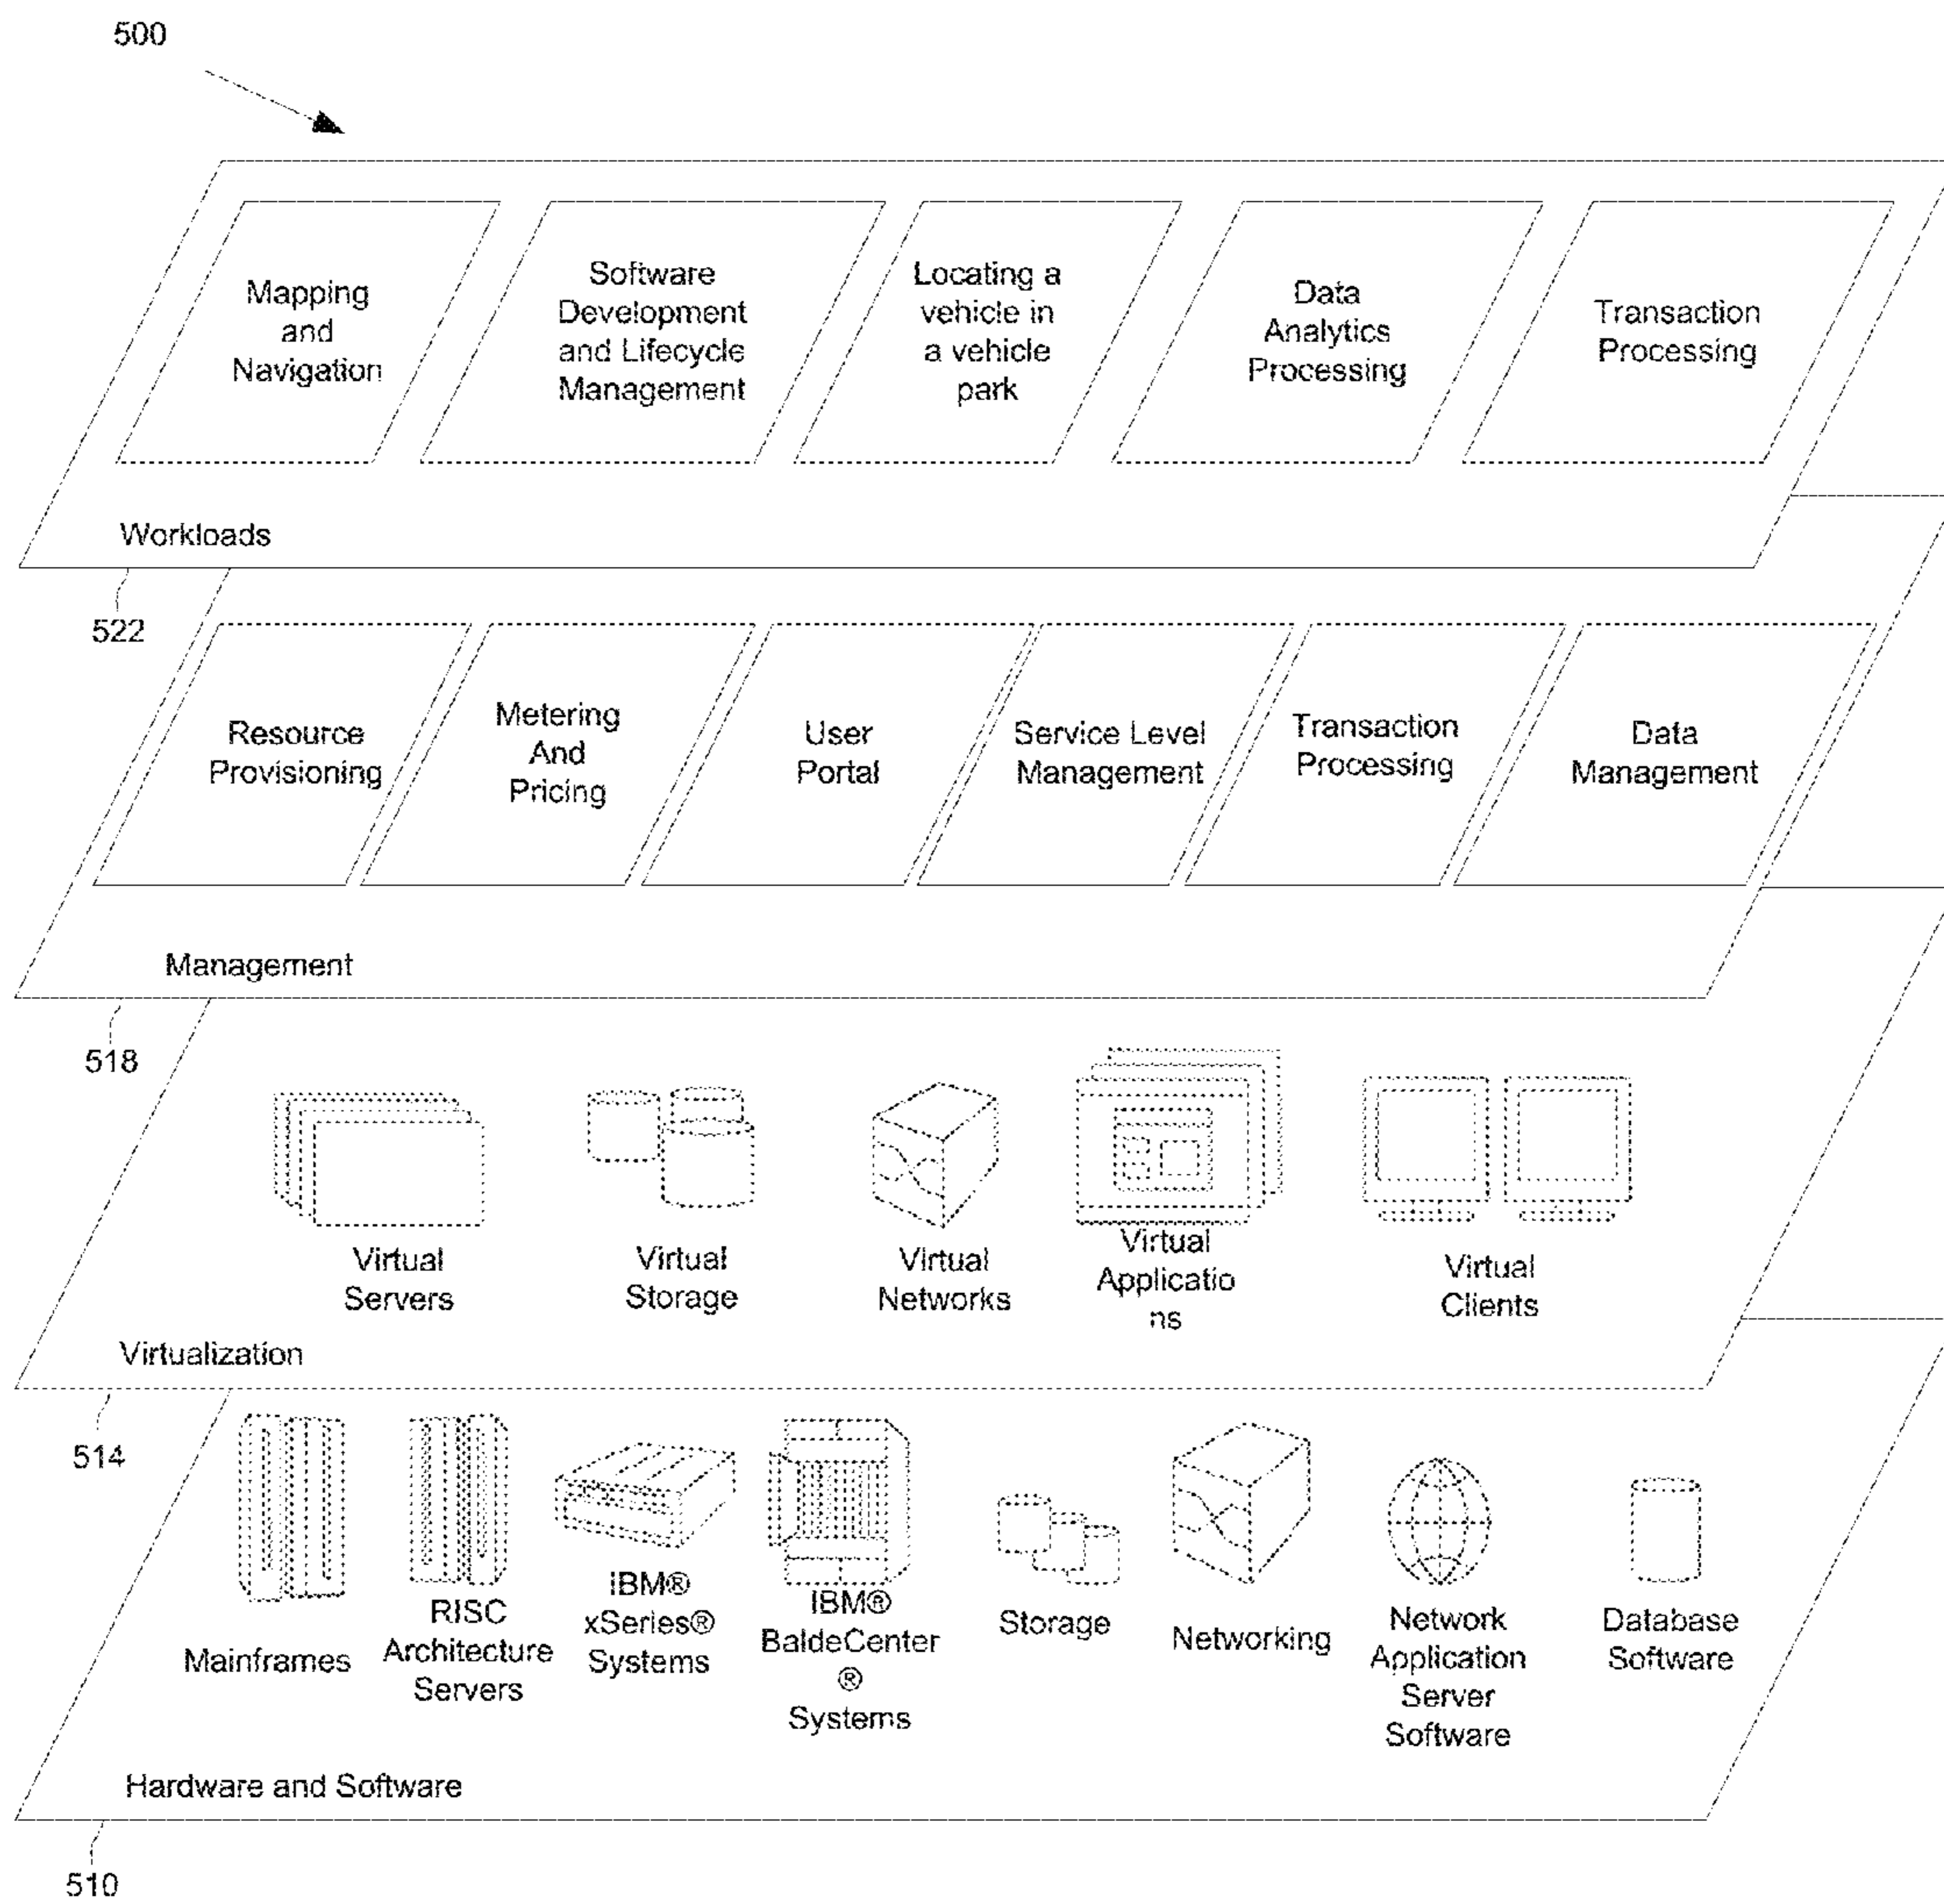 500
Mapping
and
Navigation
Software
Development
and Lifecycle
Management
Locating a
vehicle in
a vehicle
park
Data
Analytics
Processing
Transaction
Processing
Workloads
522
Resource
Provisioning
Metering
And
Pricing
User
Portal
Service Level
Management
Transaction
Processing
Data
Management
Management
518
Virtual
Servers
Virtual
Storage
Virtual
Networks
Virtual
Applicatio
ns
Virtual
Clients
Virtualization
514
Mainframes
RISC
Architecture
Servers
IBM®
xSeries®
Systems
IBM®
BaldeCenter
®
Systems
Storage
Networking
Network
Application
Server
Software
Database
Software
Hardware and Software
510